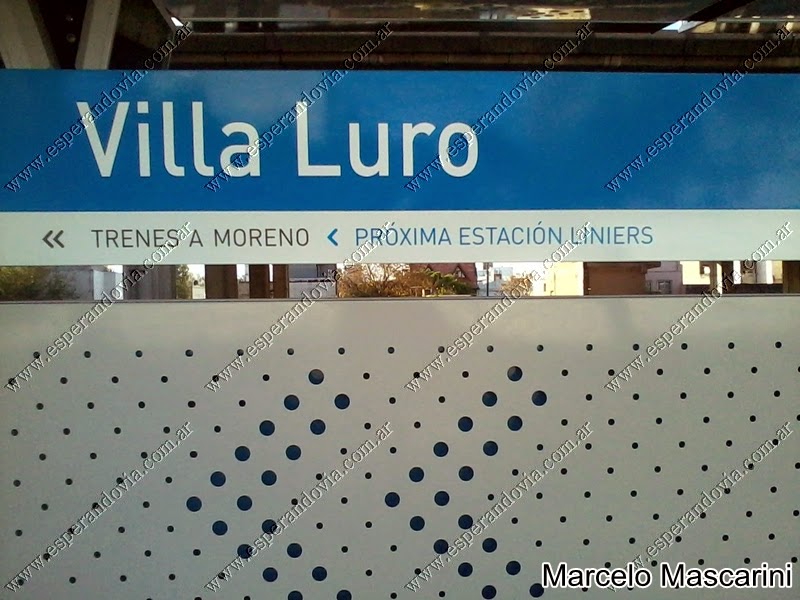 Villa Luro
« TRENES A MORENO < PRÓXIMA ESTACIÓN LINIERS
www.esperandovia.com.ar
Marcelo Mascarini